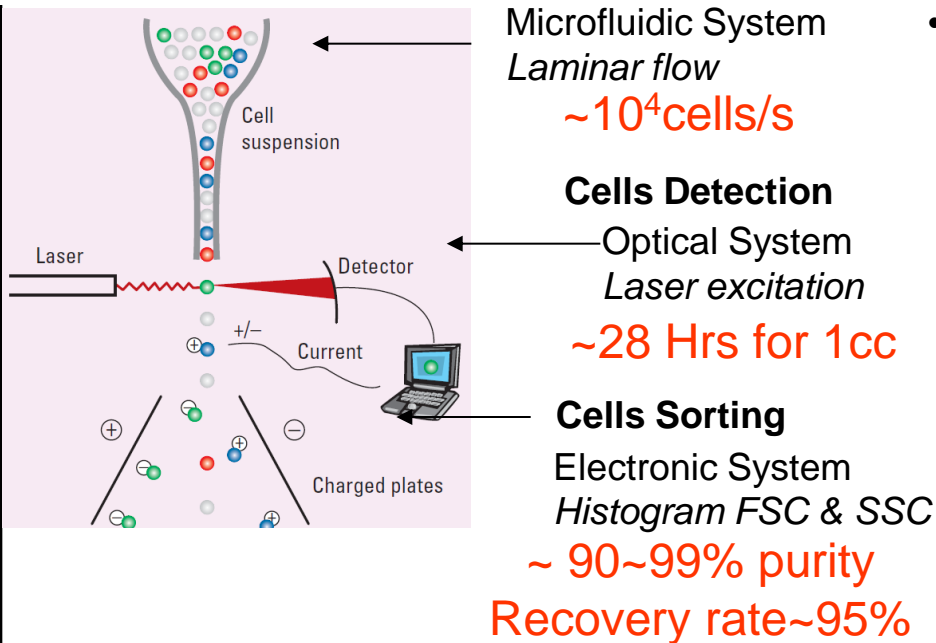 Microfluidic System
•
Laminar flow
~10⁴cells/s
Cell
suspension
Cells Detection
Optical System
Laser excitation
~28 Hrs for 1cc
Laser
Detector
+/−
Current
+
Cells Sorting
Electronic System
Histogram FSC & SSC
~ 90~99% purity
Recovery rate~95%
−
+
−
+
−
Charged plates
−
+